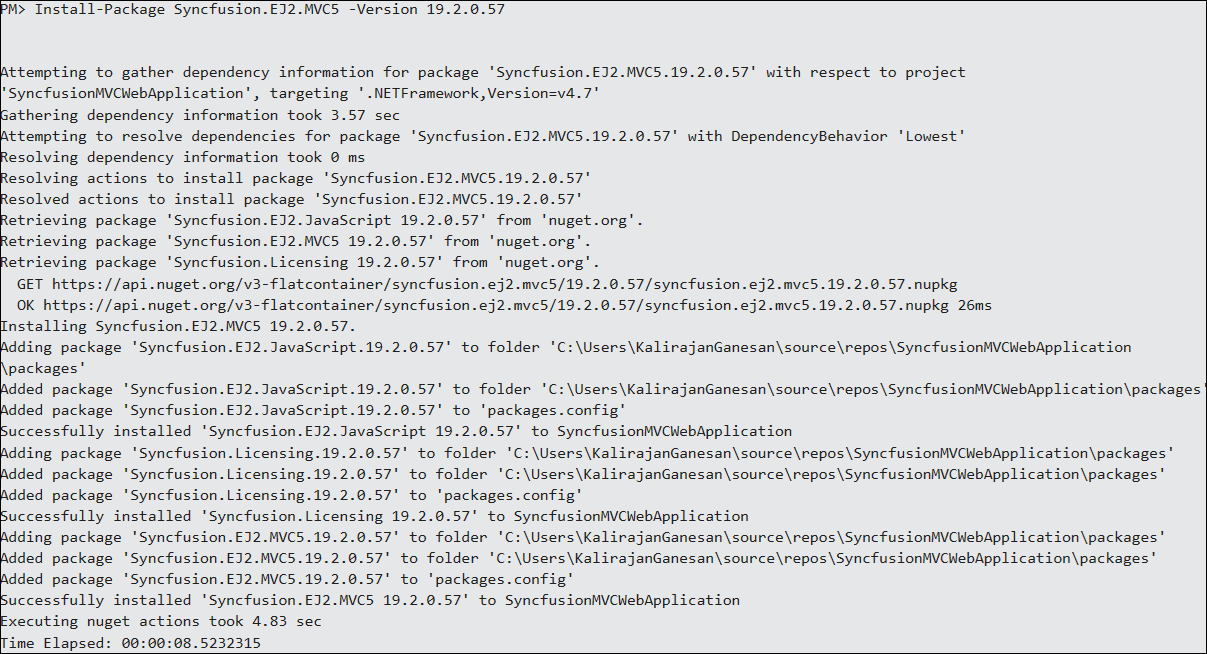 PM> Install-Package Syncfusion.EJ2.MVC5 -Version 19.2.0.57
Attempting to gather dependency information for package 'Syncfusion.EJ2.MVC5.19.2.0.57' with respect to project
'SyncfusionMVCWebApplication', targeting '.NETFramework,Version=v4.7'
Gathering dependency information took 3.57 sec
Attempting to resolve dependencies for package 'Syncfusion.EJ2.MVC5.19.2.0.57' with DependencyBehavior 'Lowest'
Resolving dependency information took 0 ms
Resolving actions to install package 'Syncfusion.EJ2.MVC5.19.2.0.57'
Resolved actions to install package 'Syncfusion.EJ2.MVC5.19.2.0.57'
Retrieving package 'Syncfusion.EJ2.JavaScript 19.2.0.57' from 'nuget.org'.
Retrieving package 'Syncfusion.EJ2.MVC5 19.2.0.57' from 'nuget.org'.
Retrieving package 'Syncfusion.Licensing 19.2.0.57' from 'nuget.org'.
  GET https://api.nuget.org/v3-flatcontainer/syncfusion.ej2.mvc5/19.2.0.57/syncfusion.ej2.mvc5.19.2.0.57.nupkg
  OK https://api.nuget.org/v3-flatcontainer/syncfusion.ej2.mvc5/19.2.0.57/syncfusion.ej2.mvc5.19.2.0.57.nupkg 26ms
Installing Syncfusion.EJ2.MVC5 19.2.0.57.
Adding package 'Syncfusion.EJ2.JavaScript.19.2.0.57' to folder 'C:\Users\KalirajanGanesan\source\repos\SyncfusionMVCWebApplication
\packages'
Added package 'Syncfusion.EJ2.JavaScript.19.2.0.57' to folder 'C:\Users\KalirajanGanesan\source\repos\SyncfusionMVCWebApplication\packages'
Added package 'Syncfusion.EJ2.JavaScript.19.2.0.57' to 'packages.config'
Successfully installed 'Syncfusion.EJ2.JavaScript 19.2.0.57' to SyncfusionMVCWebApplication
Adding package 'Syncfusion.Licensing.19.2.0.57' to folder 'C:\Users\KalirajanGanesan\source\repos\SyncfusionMVCWebApplication\packages'
Added package 'Syncfusion.Licensing.19.2.0.57' to folder 'C:\Users\KalirajanGanesan\source\repos\SyncfusionMVCWebApplication\packages'
Added package 'Syncfusion.Licensing.19.2.0.57' to 'packages.config'
Successfully installed 'Syncfusion.Licensing 19.2.0.57' to SyncfusionMVCWebApplication
Adding package 'Syncfusion.EJ2.MVC5.19.2.0.57' to folder 'C:\Users\KalirajanGanesan\source\repos\SyncfusionMVCWebApplication\packages'
Added package 'Syncfusion.EJ2.MVC5.19.2.0.57' to folder 'C:\Users\KalirajanGanesan\source\repos\SyncfusionMVCWebApplication\packages'
Added package 'Syncfusion.EJ2.MVC5.19.2.0.57' to 'packages.config'
Successfully installed 'Syncfusion.EJ2.MVC5 19.2.0.57' to SyncfusionMVCWebApplication
Executing nuget actions took 4.83 sec
Time Elapsed: 00:00:08.5232315